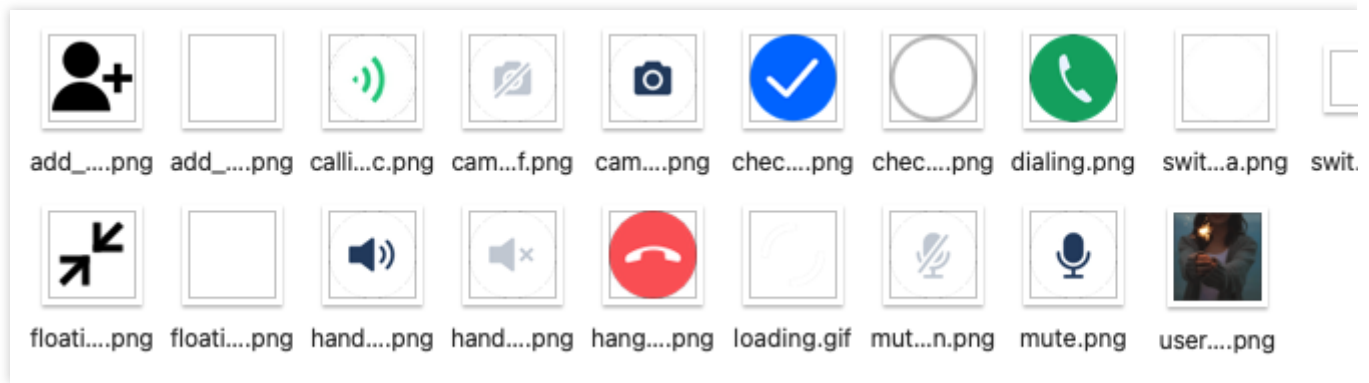 add_....png add_....png calli...c.png cam...f.png cam....png chec....png chec....png dialing.png swit...a.png swit.
floati....png floati....png hand....png hand....png hang....png loading.gif mut...n.png mute.png user....png